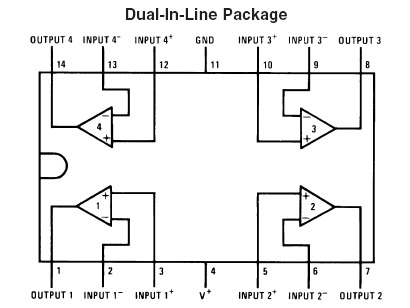 Dual-In-Line Package
OUTPUT 4 INPUT 4⁻ INPUT 4⁺ GND INPUT 3⁺ INPUT 3⁻ OUTPUT 3
14 13 12 11 10 9 8
− −
4 3
+ +
+ +
1 2
− −
1 2 3 4 5 6 7
OUTPUT 1 INPUT 1⁻ INPUT 1⁺ V⁺ INPUT 2⁺ INPUT 2⁻ OUTPUT 2